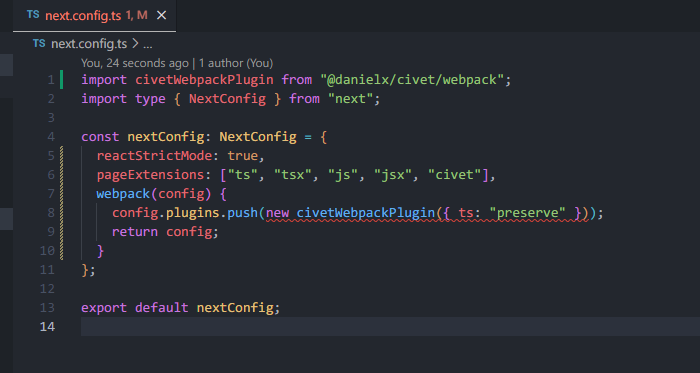 TS next.config.ts 1, M ×
TS next.config.ts > ...
You, 24 seconds ago | 1 author (You)
1 import civetWebpackPlugin from "@danielx/civet/webpack";
2 import type { NextConfig } from "next";
3
4 const nextConfig: NextConfig = {
5   reactStrictMode: true,
6   pageExtensions: ["ts", "tsx", "js", "jsx", "civet"],
7   webpack(config) {
8     config.plugins.push(new civetWebpackPlugin({ ts: "preserve" }));
9     return config;
10   }
11 };
12
13 export default nextConfig;
14